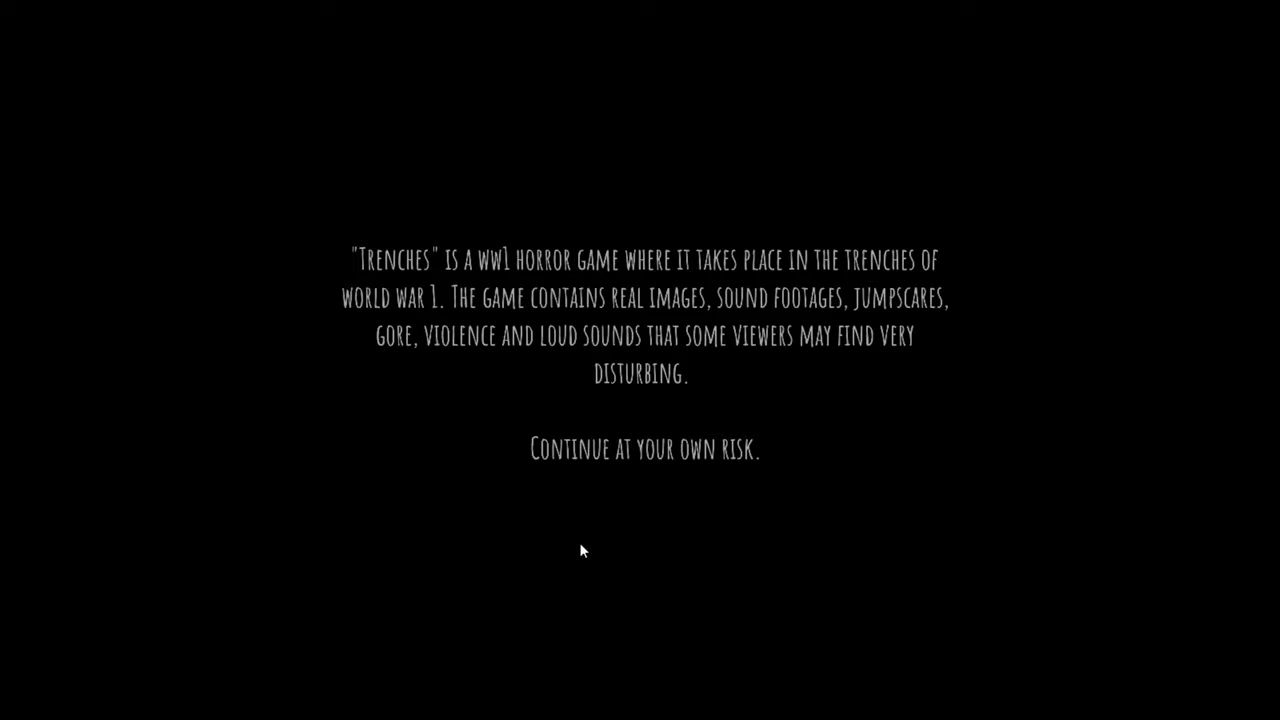 "Trenches" is a ww1 horror game where it takes place in the trenches of
World War 1. The game contains real images, sound footages, jumpscares,
gore, violence and loud sounds that some viewers may find very
disturbing.
Continue at your own risk.